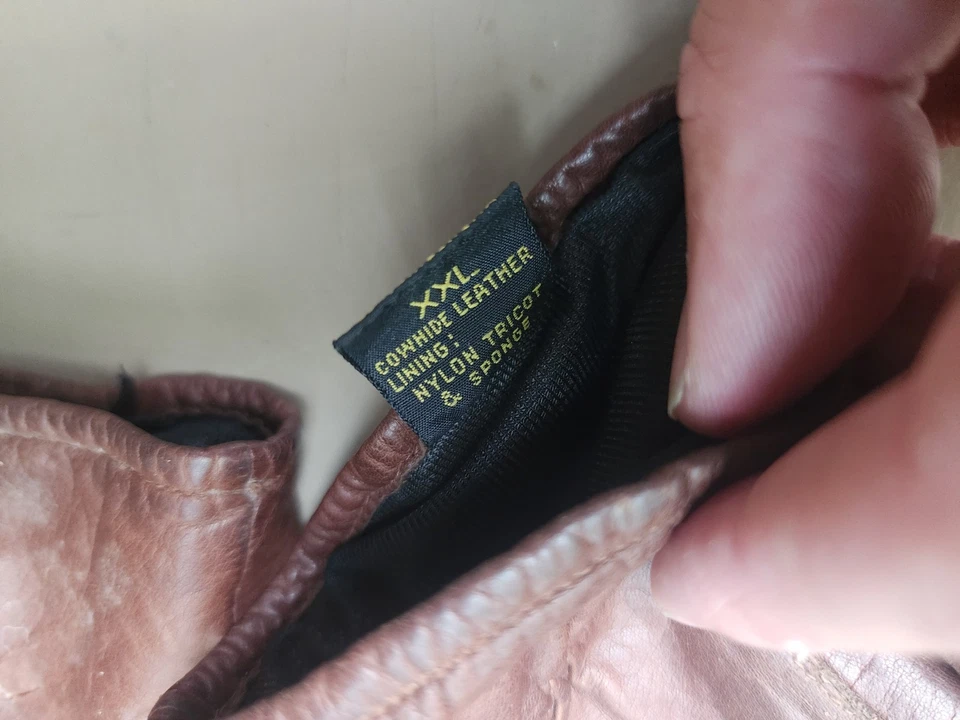 XXL
COWHIDE LEATHER
LINING:
NYLON TRICOT
& SPONGE